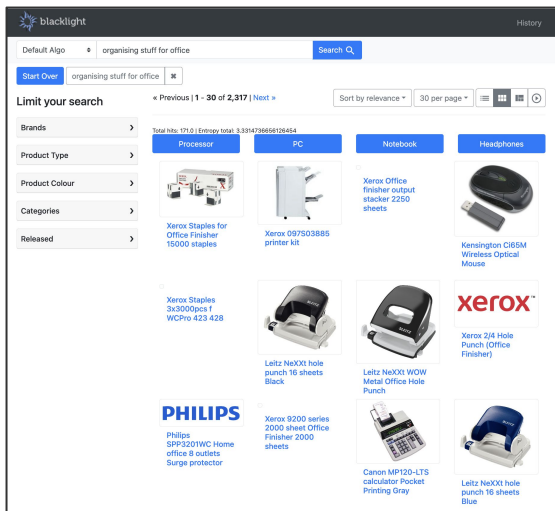 blacklight
History
Default Algo
organising stuff for office
Search
Start Over
organising stuff for office
✖
Limit your search
« Previous | 1 - 30 of 2,317 | Next »
Sort by relevance
30 per page
Brands
Product Type
Product Colour
Categories
Released
Total hits: 171.0 | Entropy total: 3.3314736656126454
Processor
PC
Notebook
Headphones
Xerox Staples for
Office Finisher
15000 staples
Xerox 097S03885
printer kit
Xerox Office
finisher output
stacker 2250
sheets
Kensington Ci65M
Wireless Optical
Mouse
Xerox Staples
3x3000pcs f
WCPro 423 428
Leitz NeXXt hole
punch 16 sheets
Black
Leitz NeXXt WOW
Metal Office Hole
Punch
xerox™
Xerox 2/4 Hole
Punch (Office
Finisher)
PHILIPS
Philips
SPP3201WC Home
office 8 outlets
Surge protector
Xerox 9200 series
2000 sheet Office
Finisher 2000
sheets
Canon MP120-LTS
calculator Pocket
Printing Gray
Leitz NeXXt hole
punch 16 sheets
Blue